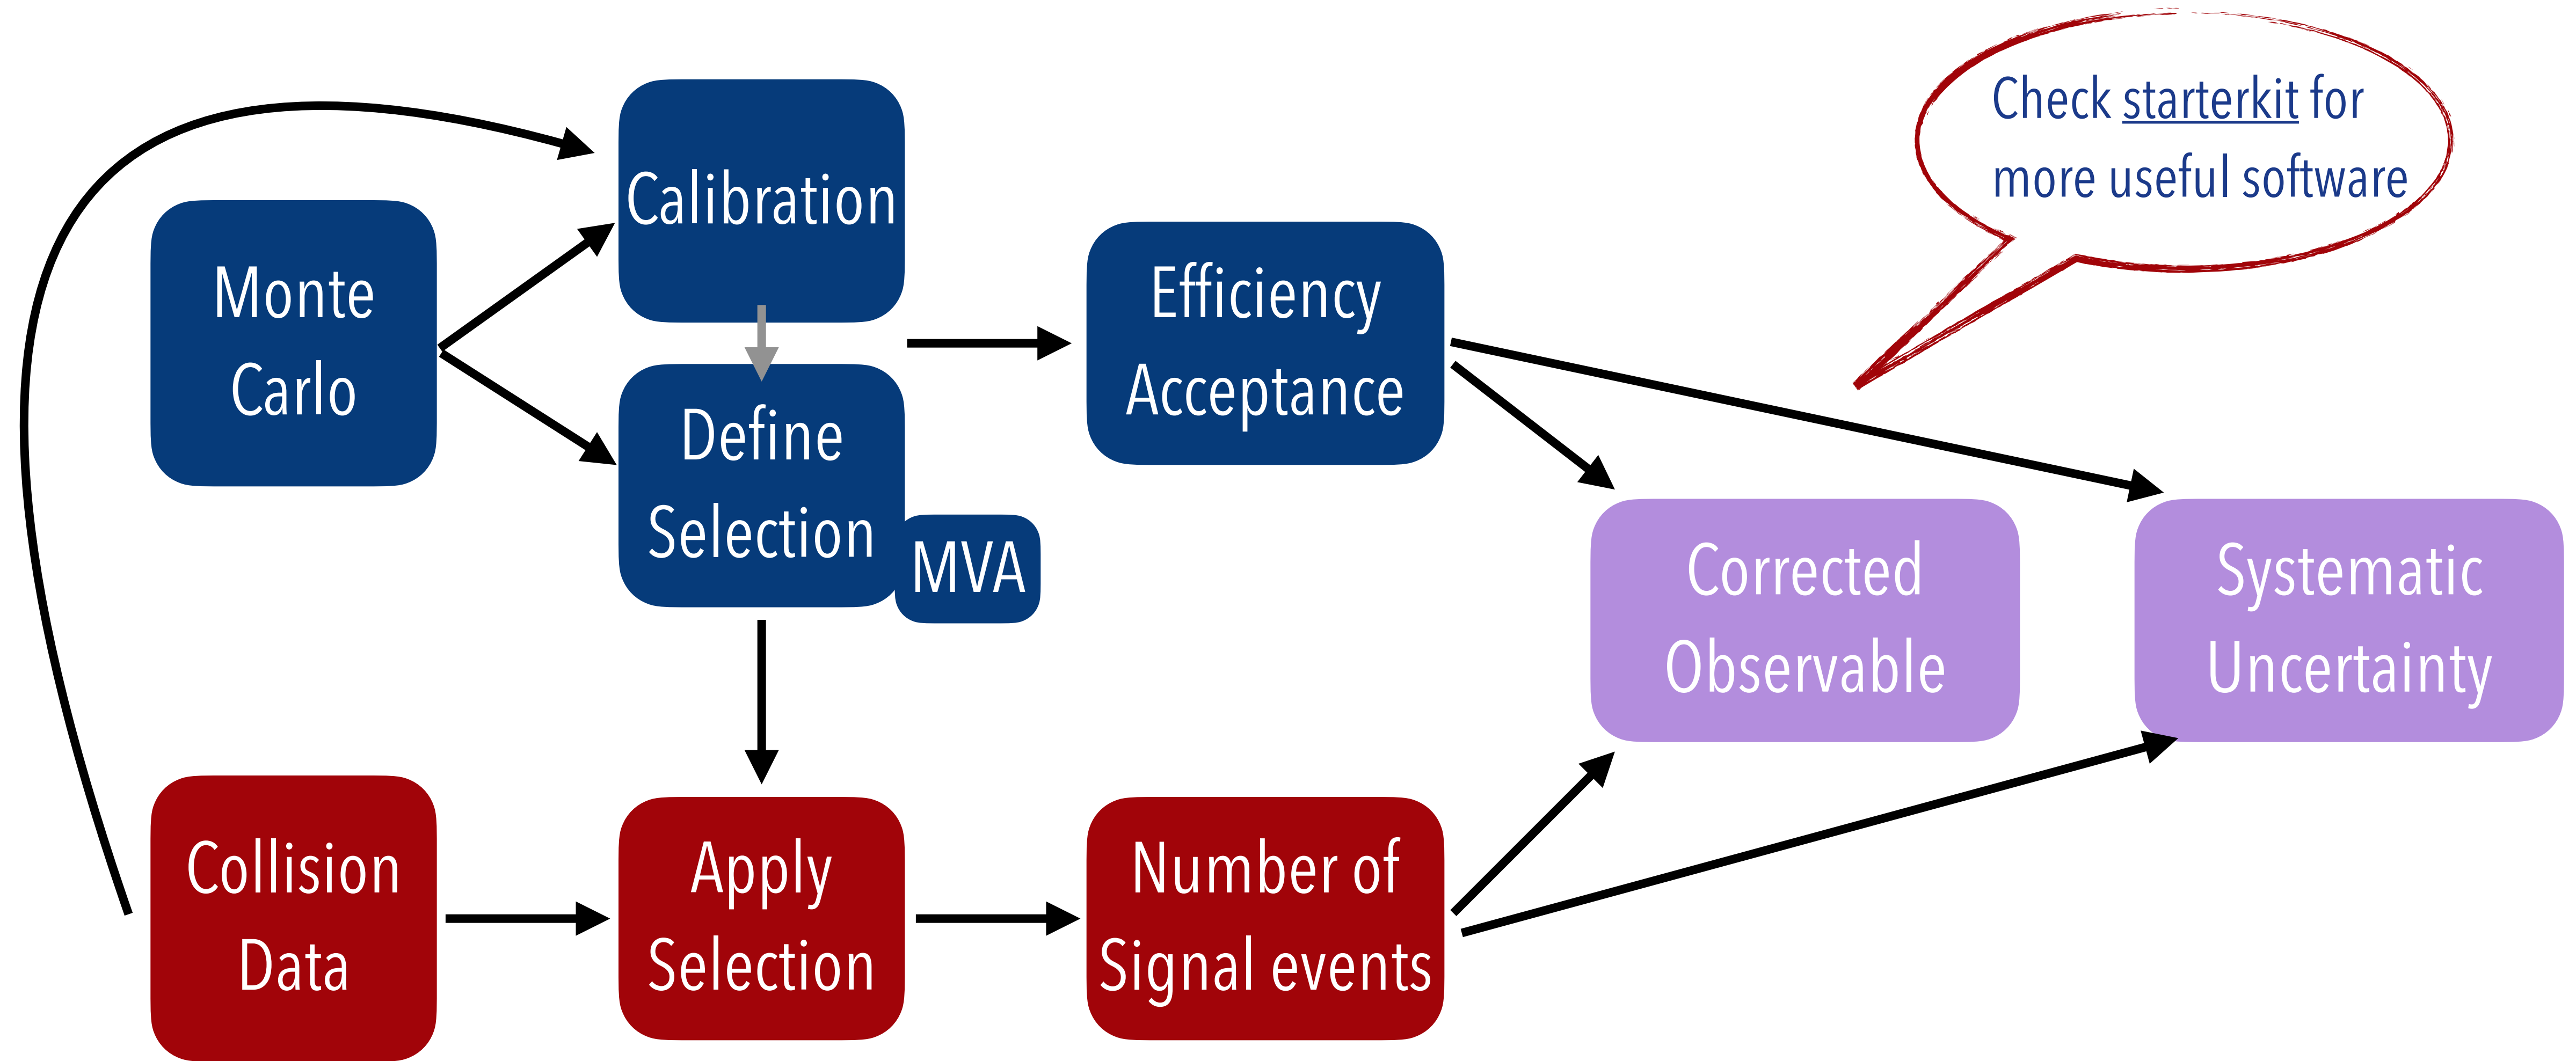 Check starterkit for
more useful software
Calibration
Monte
Carlo
Efficiency
Acceptance
Define
Selection
MVA
Corrected
Observable
Systematic
Uncertainty
Collision
Data
Apply
Selection
Number of
Signal events